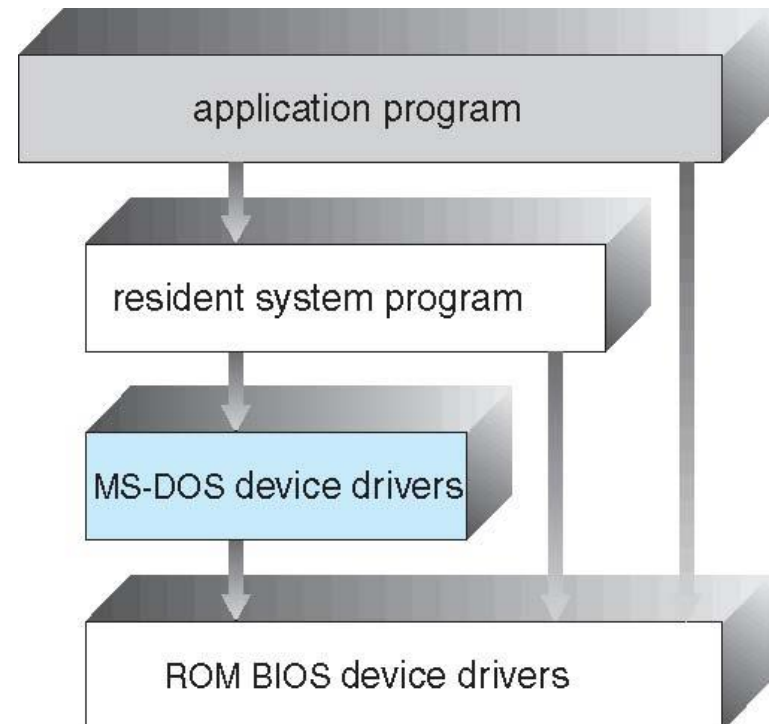 application program
resident system program
MS-DOS device drivers
ROM BIOS device drivers